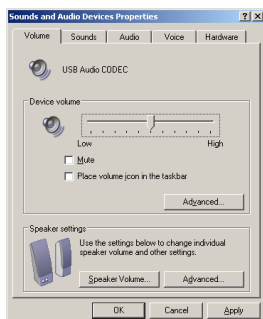 Sounds and Audio Devices Properties
Volume Sounds Audio Voice Hardware
USB Audio CODEC
Device volume
Low High
Mute
Place volume icon in the taskbar
Advanced...
Speaker settings
Use the settings below to change individual
speaker volume and other settings.
Speaker Volume... Advanced...
OK Cancel Apply